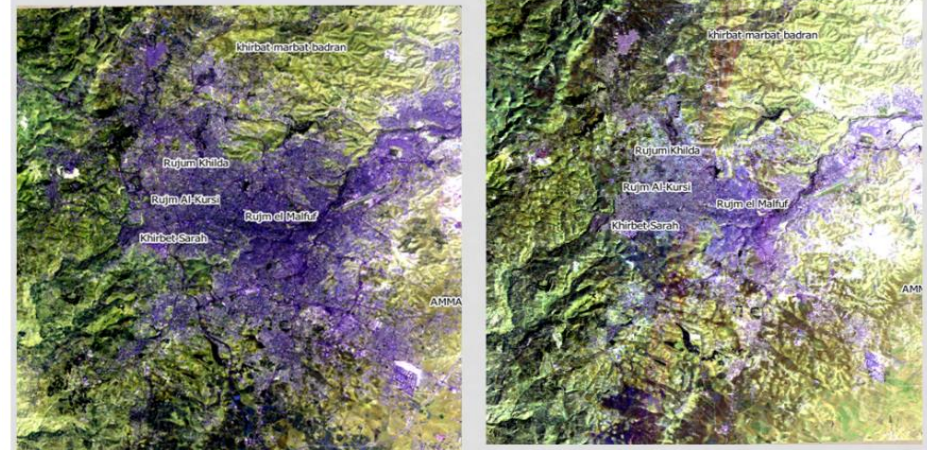 khirbat marbat badran
Rujum Khilda
Rujm Al-Kursi
Rujm el Malfuf
Khirbet Sarah
AMMA
khirbat marbat badran
Rujum Khilda
Rujm Al-Kursi
Rujm el Malfuf
Khirbet Sarah
AMM